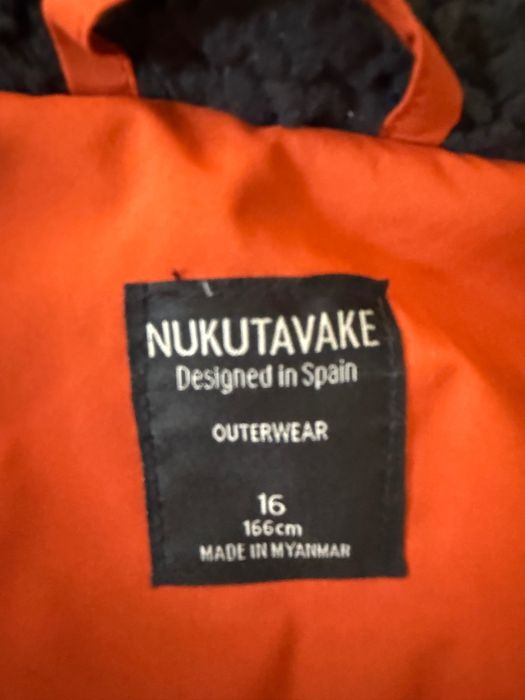 NUKUTAVAKE
Designed in Spain
OUTERWEAR
16
166cm
MADE IN MYANMAR